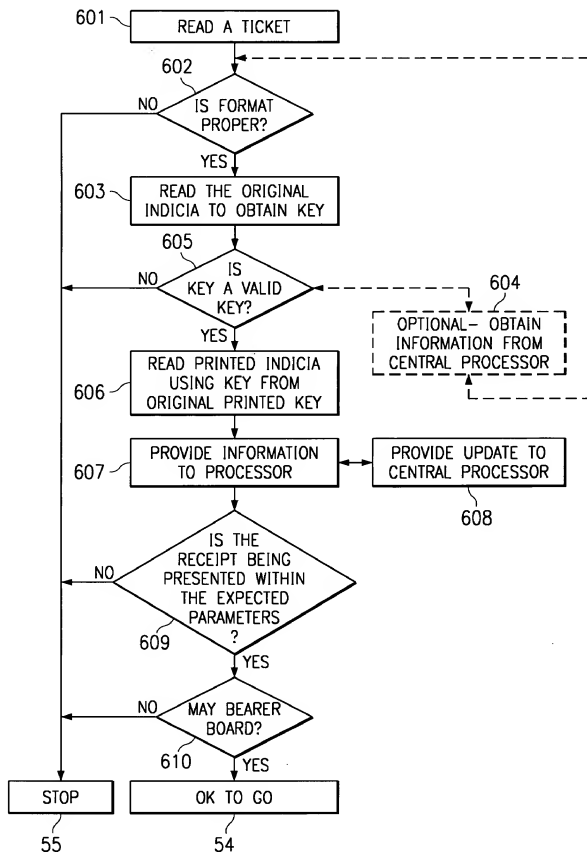 601
READ A TICKET
602
NO
IS FORMAT
PROPER?
YES
603
READ THE ORIGINAL
INDICIA TO OBTAIN KEY
605
NO
IS
KEY A VALID
KEY?
YES
604
OPTIONAL- OBTAIN
INFORMATION FROM
CENTRAL PROCESSOR
606
READ PRINTED INDICIA
USING KEY FROM
ORIGINAL PRINTED KEY
607
PROVIDE INFORMATION
TO PROCESSOR
PROVIDE UPDATE TO
CENTRAL PROCESSOR
608
NO
IS THE
RECEIPT BEING
PRESENTED WITHIN
THE EXPECTED
PARAMETERS
?
609
YES
NO
MAY BEARER
BOARD?
610
YES
STOP
55
OK TO GO
54